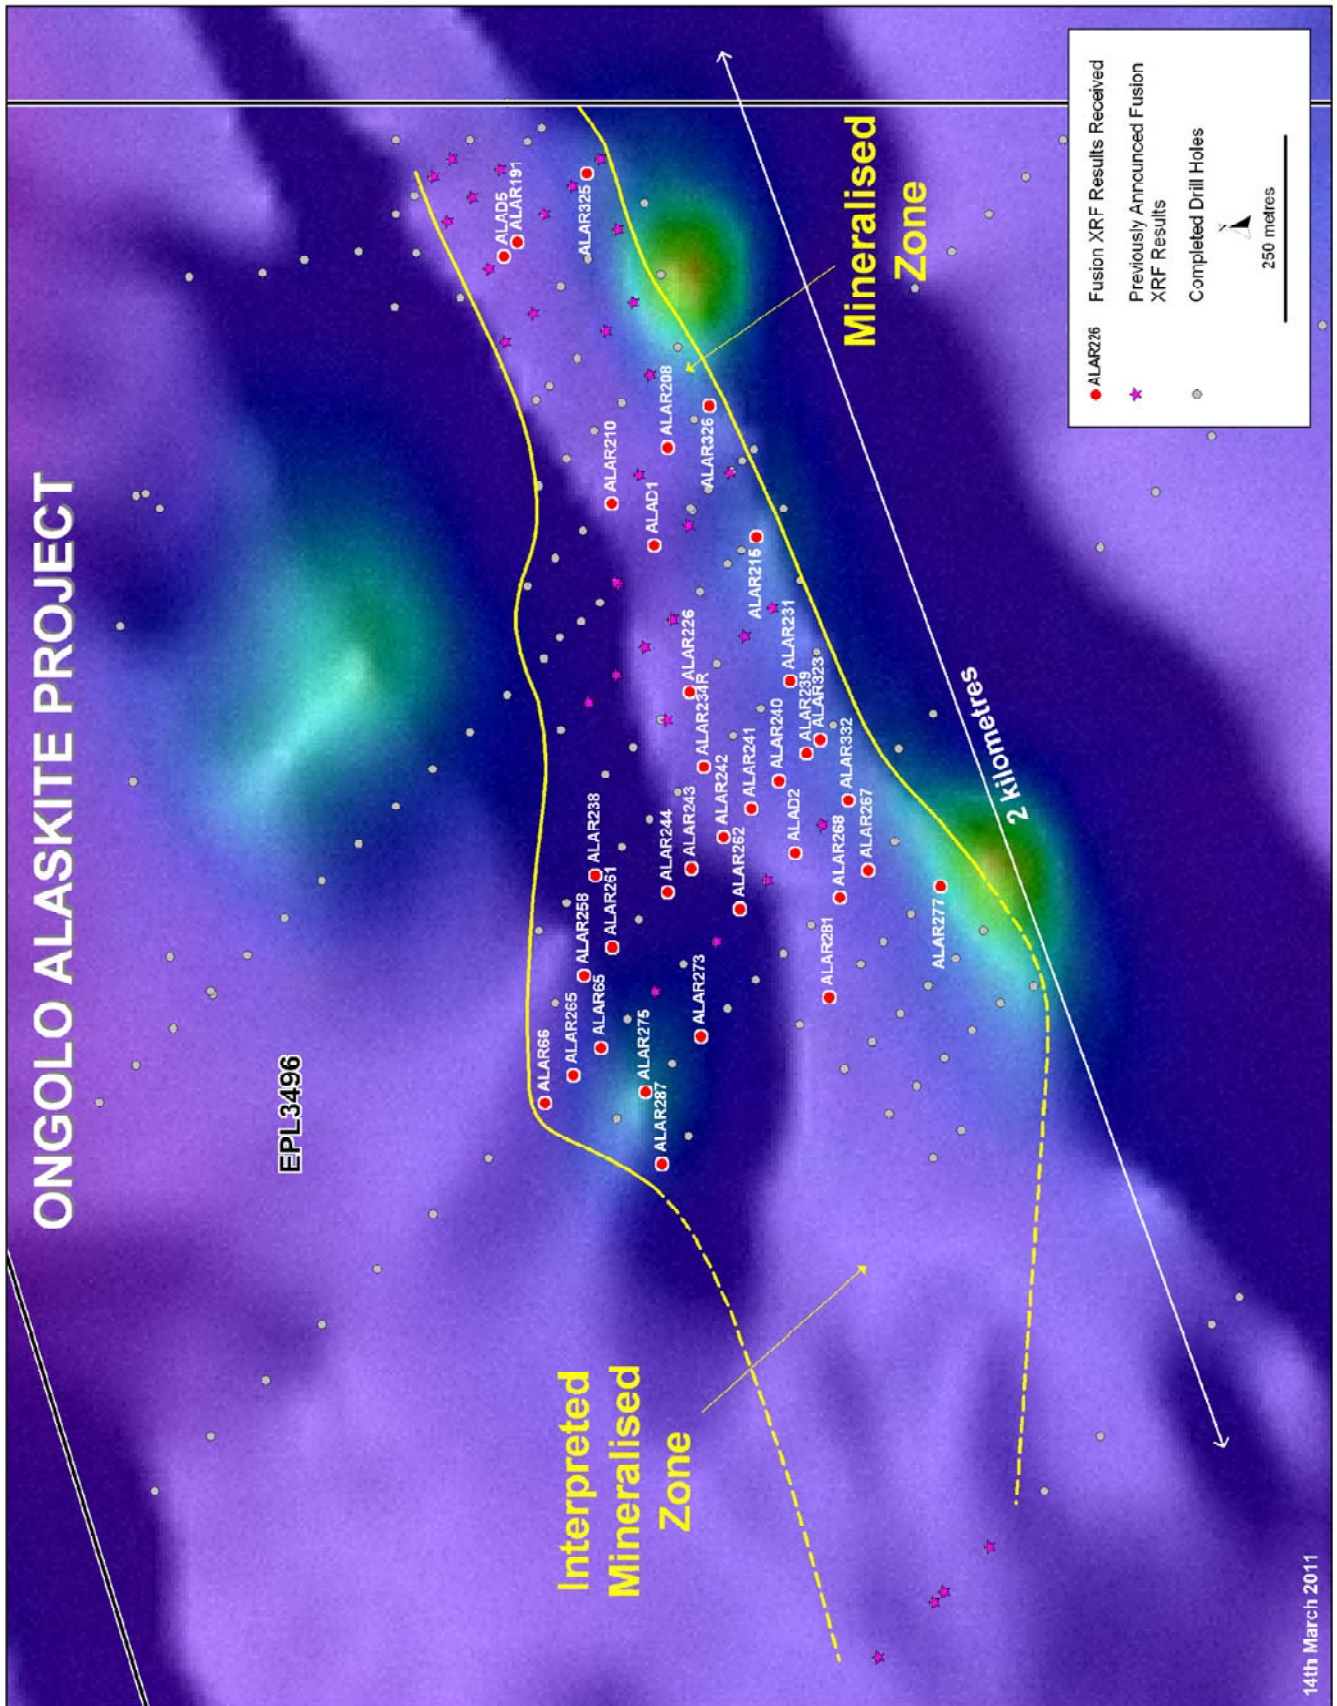 ONGOLO ALASKITE PROJECT
EPL3496
ALAD5
ALAR191
ALAR325
Mineralised
Zone
ALAR208
ALAR210
ALAR326
ALAD1
ALAR215
ALAR226
ALAR231
ALAR234R
ALAR239
ALAR323
ALAR240
ALAR241
ALAR332
ALAR242
ALAD2
ALAR238
ALAR243
ALAR244
ALAR267
ALAR268
ALAR262
ALAR261
ALAR258
ALAR277
ALAR281
ALAR273
ALAR65
ALAR265
ALAR66
ALAR275
ALAR287
2 kilometres
Interpreted
Mineralised
Zone
ALAR226
Fusion XRF Results Received
Previously Announced Fusion
XRF Results
Completed Drill Holes
N
250 metres
14th March 2011